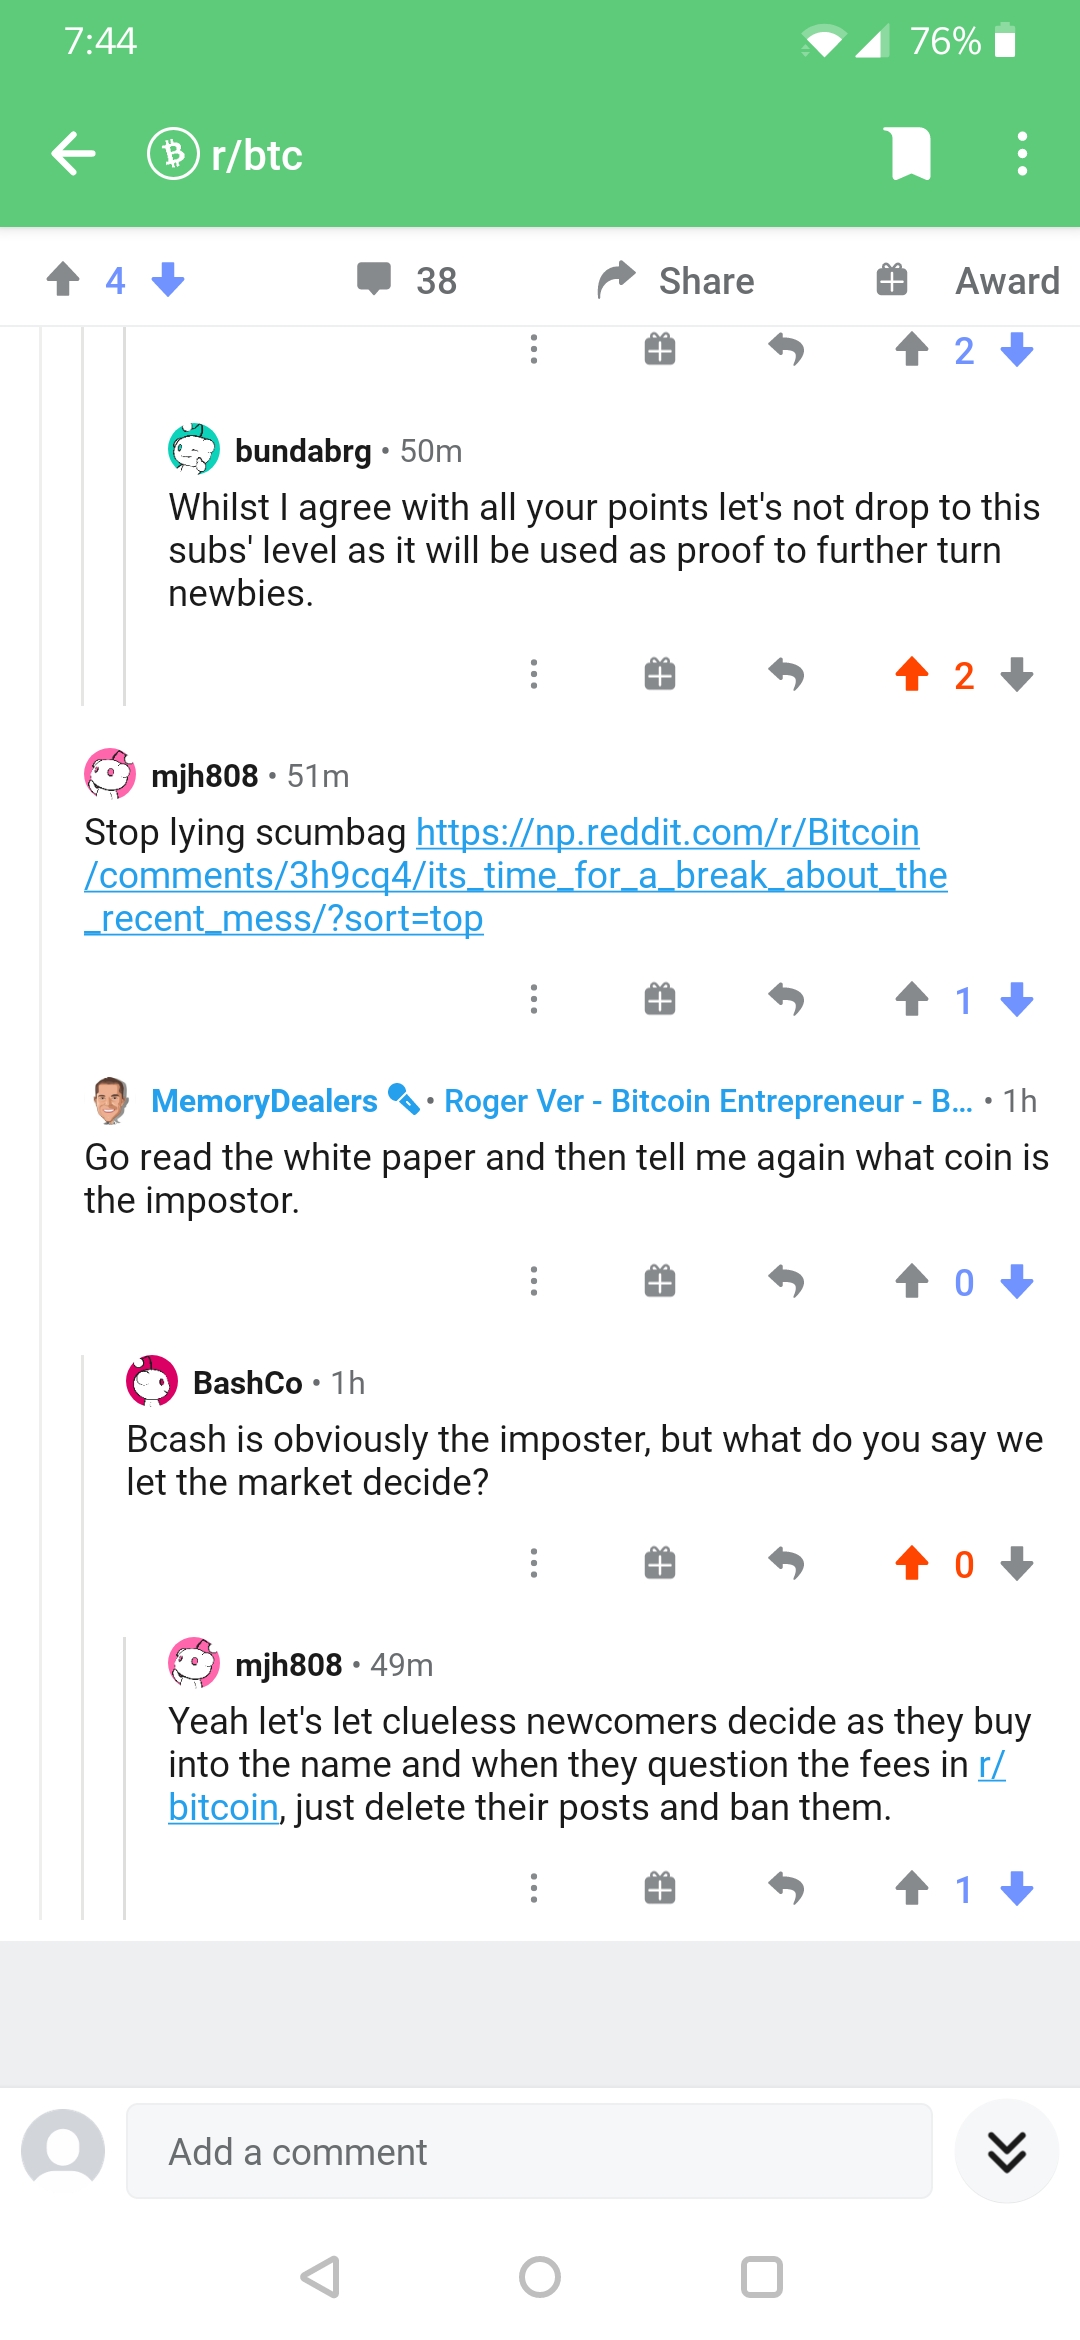 7:44 76%
r/btc
4 38 Share Award
2
bundabrg • 50m
Whilst I agree with all your points let's not drop to this
subs' level as it will be used as proof to further turn
newbies.
2
mjh808 • 51m
Stop lying scumbag https://np.reddit.com/r/Bitcoin
/comments/3h9cq4/its_time_for_a_break_about_the
_recent_mess/?sort=top
1
MemoryDealers • Roger Ver - Bitcoin Entrepreneur - B... • 1h
Go read the white paper and then tell me again what coin is
the impostor.
0
BashCo • 1h
Bcash is obviously the imposter, but what do you say we
let the market decide?
0
mjh808 • 49m
Yeah let's let clueless newcomers decide as they buy
into the name and when they question the fees in r/
bitcoin, just delete their posts and ban them.
1
Add a comment